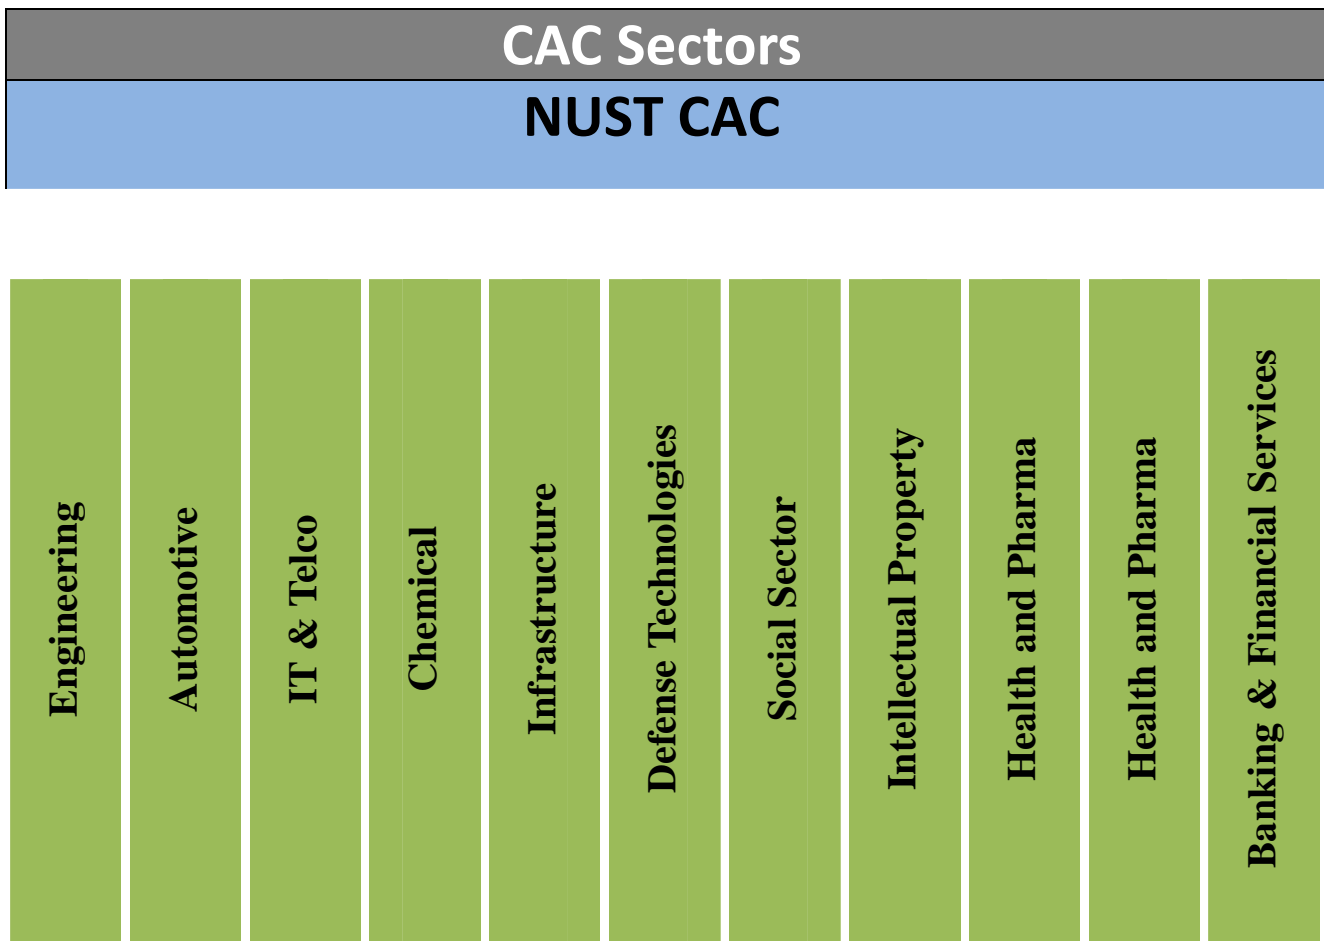 CAC Sectors
NUST CAC
Engineering
Automotive
IT & Telco
Chemical
Infrastructure
Defense Technologies
Social Sector
Intellectual Property
Health and Pharma
Health and Pharma
Banking & Financial Services